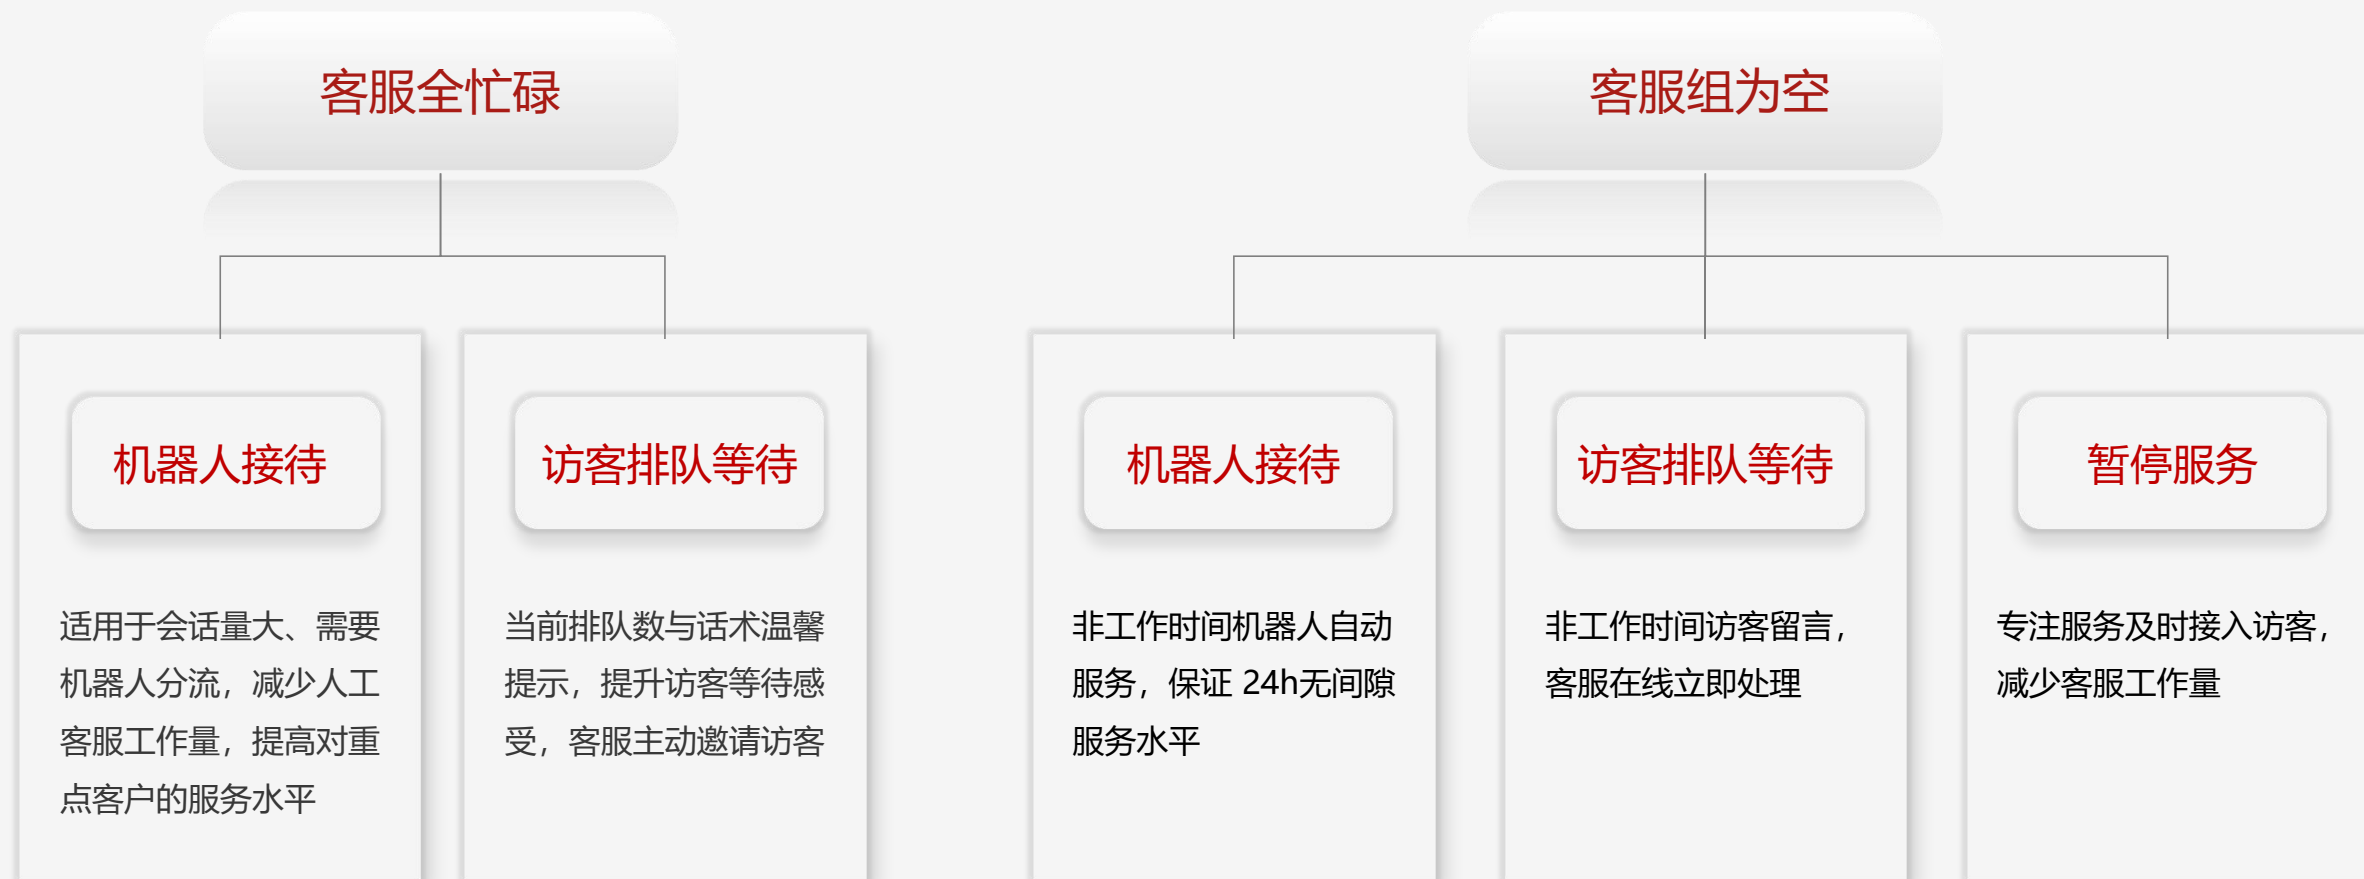 客服全忙碌
客服组为空
机器人接待
适用于会话量大、需要
机器人分流，减少人工
客服工作量，提高对重
点客户的服务水平
访客排队等待
当前排队数与话术温馨
提示，提升访客等待感
受，客服主动邀请访客
机器人接待
非工作时间机器人自动
服务，保证 24h无间隙
服务水平
访客排队等待
非工作时间访客留言，
客服在线立即处理
暂停服务
专注服务及时接入访客，
减少客服工作量